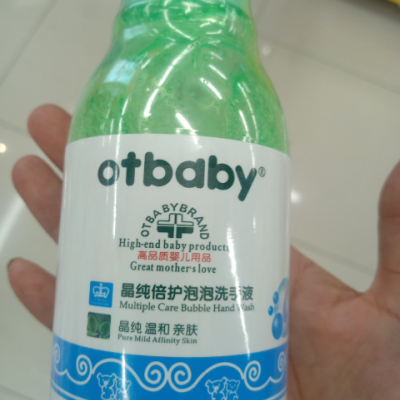 otbaby®
OTBABYBRAND
High-end baby products
高品质婴儿用品
Great mother's love
晶纯倍护泡泡洗手液
Multiple Care Bubble Hand Wash
晶纯 温和 亲肤
Pure Mild Affinity Skin